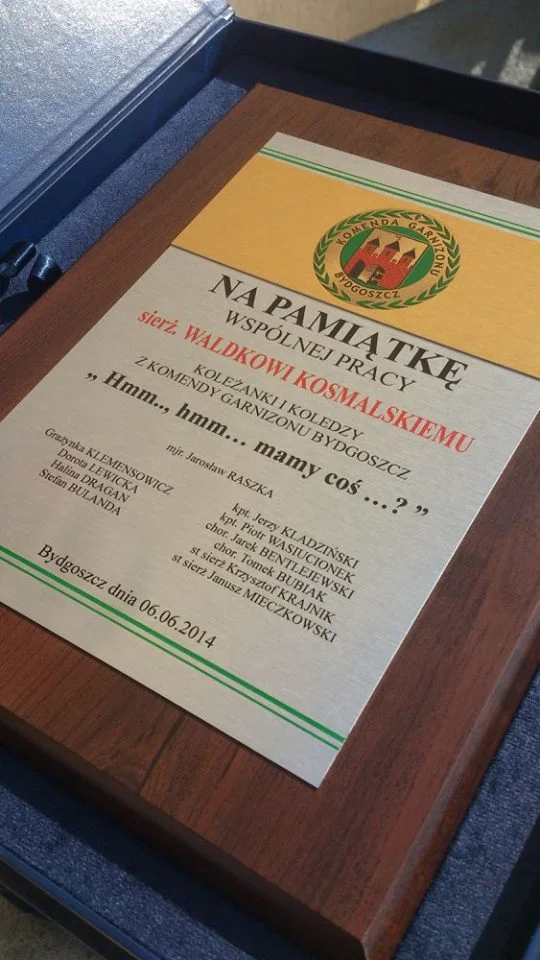 KOMENDA GARNIZONU
BYDGOSZCZ
NA PAMIĄTKĘ
WSPÓLNEJ PRACY
sierż. WALDKOWI KOSMALSKIEMU
KOLEŻANKI I KOLEDZY
Z KOMENDY GARNIZONU BYDGOSZCZ
„ Hmm.., hmm… mamy coś …? ”
mjr. Jarosław RASZKA
Grażynka KLEMENSOWICZ
Dorota LEWICKA
Halina DRAGAN
Stefan BULANDA
kpt. Jerzy KLADZIŃSKI
kpt. Piotr WASIUCIONEK
chor. Jarek BENTLEJEWSKI
chor. Tomek BUBIAK
st sierż Krzysztof KRAJNIK
st sierż Janusz MIECZKOWSKI
Bydgoszcz dnia 06.06.2014